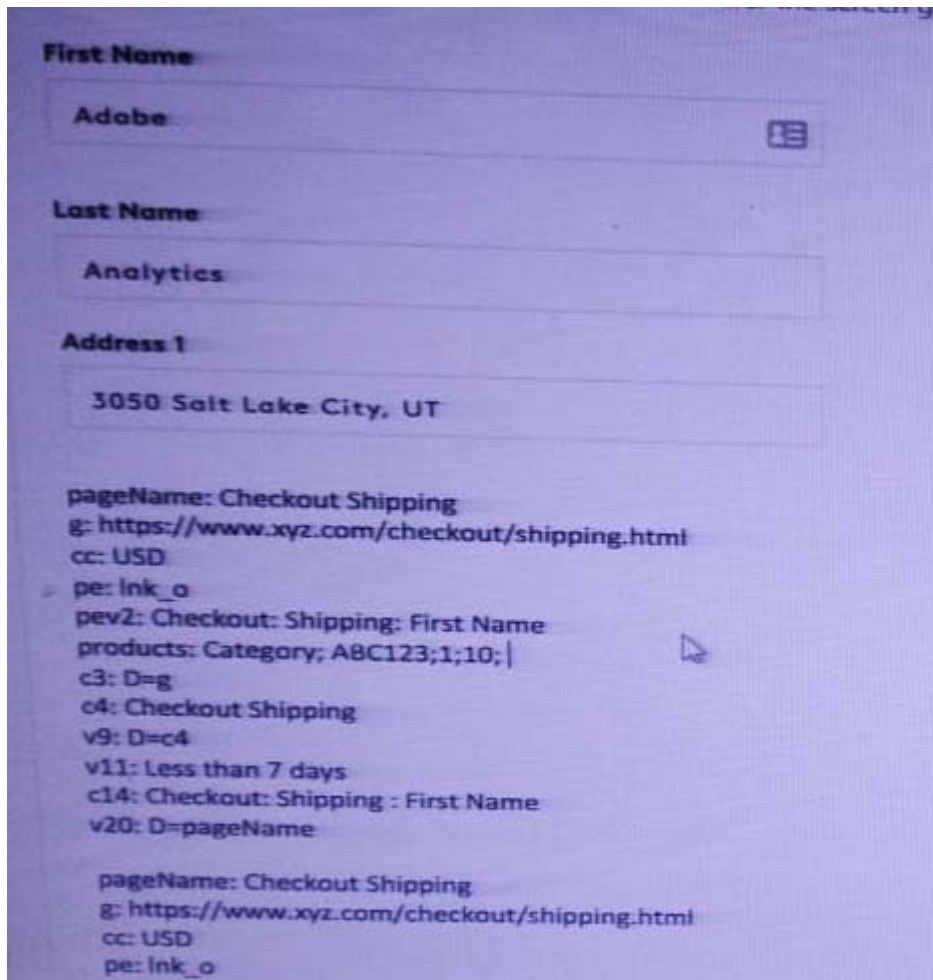 the screen
First Name
Adobe
Last Name
Analytics
Address 1
3050 Salt Lake City, UT
pageName: Checkout Shipping
g: https://www.xyz.com/checkout/shipping.html
cc: USD
pe: lnk_o
pev2: Checkout: Shipping: First Name
products: Category; ABC123;1;10;
c3: D=g
c4: Checkout Shipping
v9: D=c4
v11: Less than 7 days
c14: Checkout: Shipping : First Name
v20: D=pageName
pageName: Checkout Shipping
g: https://www.xyz.com/checkout/shipping.html
cc: USD
pe: lnk_o